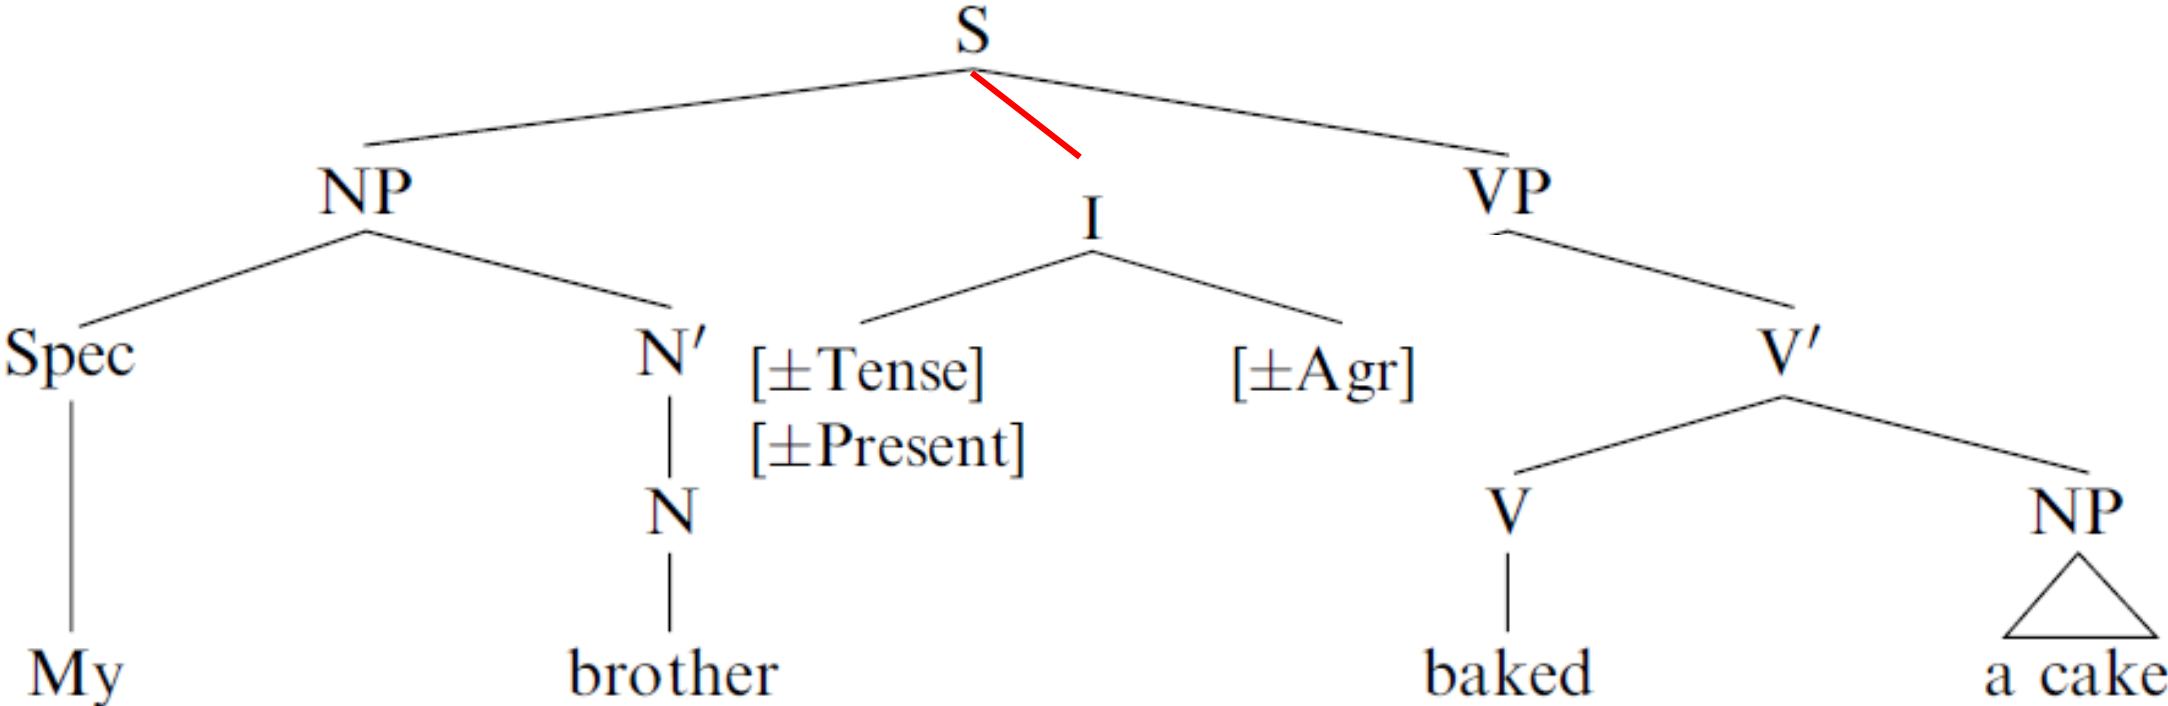 S
NP I VP
Spec N′ [±Tense] [±Agr] V′
[±Present]
N V NP
My brother baked a cake